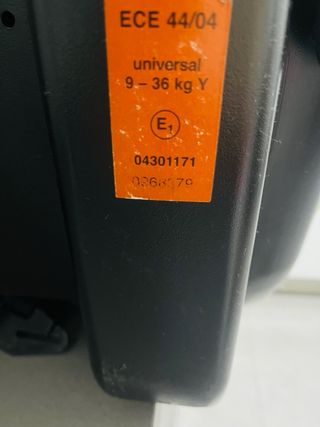 ECE 44/04
universal
9 – 36 kg Y
E1
04301171